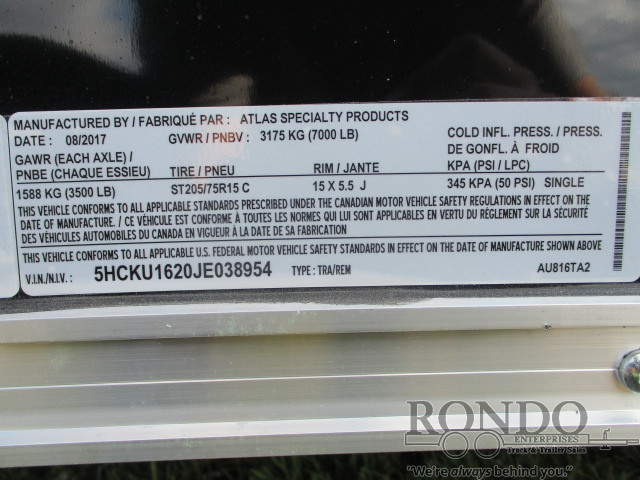 MANUFACTURED BY / FABRIQUÉ PAR : ATLAS SPECIALTY PRODUCTS
DATE : 08/2017 GVWR / PNBV : 3175 KG (7000 LB) COLD INFL. PRESS. / PRESS.
DE GONFL. À FROID
GAWR (EACH AXLE)/
PNBE (CHAQUE ESSIEU) TIRE / PNEU RIM / JANTE KPA (PSI / LPC)
1588 KG (3500 LB) ST205/75R15 C 15 X 5.5 J 345 KPA (50 PSI) SINGLE
THIS VEHICLE CONFORMS TO ALL APPLICABLE STANDARDS PRESCRIBED UNDER THE CANADIAN MOTOR VEHICLE SAFETY REGULATIONS IN EFFECT ON THE DATE OF
MANUFACTURE. / CE VÉHICULE EST CONFORME À TOUTES LES NORMES QUI LUI SONT APPLICABLES EN VERTU DU RÈGLEMENT SUR LA SÉCURITÉ
DES VÉHICULES AUTOMOBILES DU CANADA EN VIGUEUR À LA DATE DE SA FABRICATION
THIS VEHICLE CONFORMS TO ALL APPLICABLE U.S. FEDERAL MOTOR VEHICLE SAFETY STANDARDS IN EFFECT ON THE DATE OF MANUFACTURE SHOWN ABOVE.
V.I.N./N.I.V.: 5HCKU1620JE038954 TYPE : TRA/REM AU816TA2
RONDO
ENTERPRISES
Truck & Trailer Sales
"We're always behind you."